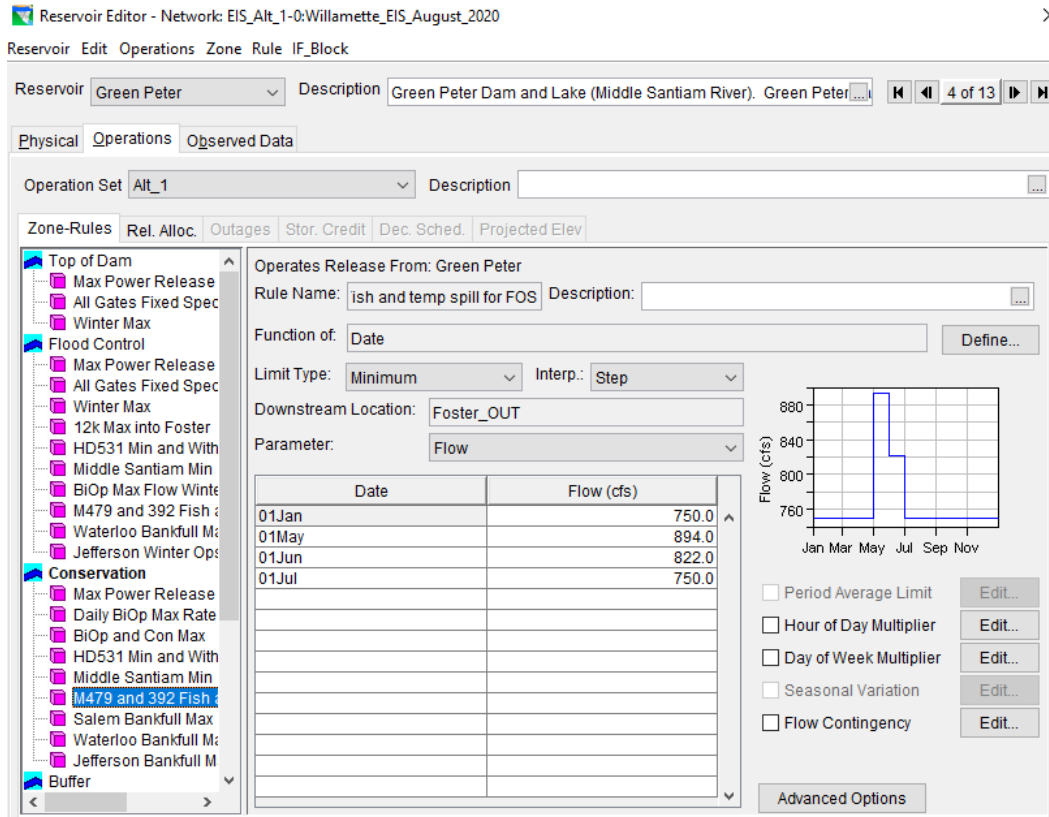 Reservoir Editor - Network: EIS_Alt_1-0:Willamette_EIS_August_2020
Reservoir Edit Operations Zone Rule IF_Block
Reservoir Green Peter Description Green Peter Dam and Lake (Middle Santiam River). Green Peter ... 4 of 13
Physical Operations Observed Data
Operation Set Alt_1 Description ...
Zone-Rules Rel. Alloc. Outages Stor. Credit Dec. Sched. Projected Elev
Top of Dam
Max Power Release
All Gates Fixed Spec
Winter Max
Flood Control
Max Power Release
All Gates Fixed Spec
Winter Max
12k Max into Foster
HD531 Min and With
Middle Santiam Min
BiOp Max Flow Winte
M479 and 392 Fish a
Waterloo Bankfull Ma
Jefferson Winter Ops
Conservation
Max Power Release
Daily BiOp Max Rate
BiOp and Con Max
HD531 Min and With
Middle Santiam Min
M479 and 392 Fish a
Salem Bankfull Max
Waterloo Bankfull Ma
Jefferson Bankfull M
Buffer
Operates Release From: Green Peter
Rule Name: ish and temp spill for FOS Description: ...
Function of: Date Define...
Limit Type: Minimum Interp.: Step
Downstream Location: Foster_OUT
Parameter: Flow
Date Flow (cfs)
01Jan 750.0
01May 894.0
01Jun 822.0
01Jul 750.0
880
840
800
760
Flow (cfs)
Jan Mar May Jul Sep Nov
Period Average Limit Edit...
Hour of Day Multiplier Edit...
Day of Week Multiplier Edit...
Seasonal Variation Edit...
Flow Contingency Edit...
Advanced Options